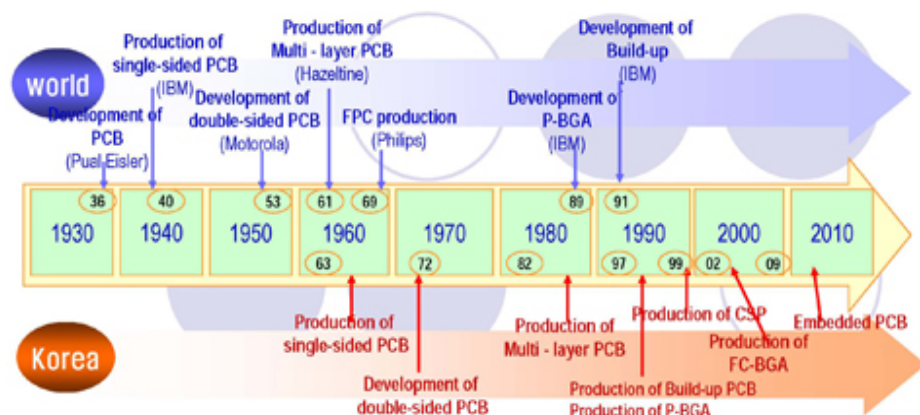 Production of
single-sided PCB
(IBM)
Production of
Multi - layer PCB
(Hazeltine)
Development of
Build-up
(IBM)
world
Development of
PCB
(Pual Eisler)
Development of
double-sided PCB
(Motorola)
FPC production
(Philips)
Development of
P-BGA
(IBM)
36
40
53
61
69
89
91
1930
1940
1950
1960
1970
1980
1990
2000
2010
63
72
82
97
99
02
09
Korea
Production of
single-sided PCB
Development of
double-sided PCB
Production of
Multi - layer PCB
Production of CSP
Production of Build-up PCB
Production of P-BGA
Production of
FC-BGA
Embedded PCB